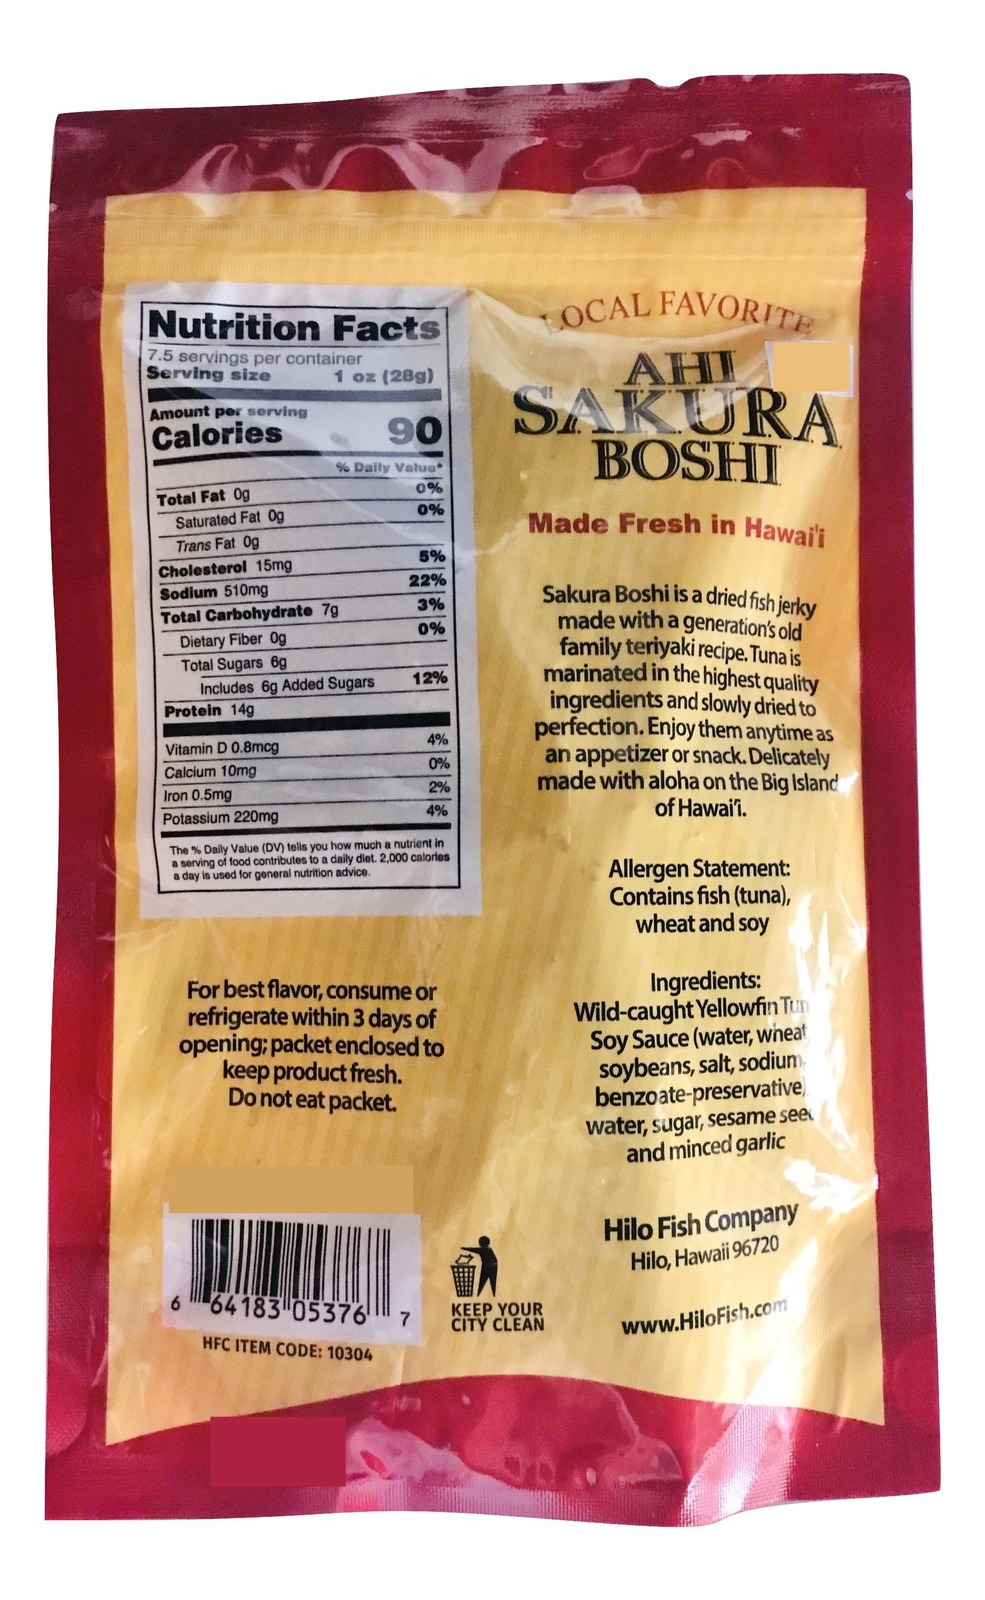 Nutrition Facts
7.5 servings per container
Serving size 1 oz (28g)
Amount per serving
Calories 90
% Daily Value*
Total Fat 0g 0%
Saturated Fat 0g 0%
Trans Fat 0g
Cholesterol 15mg 5%
Sodium 510mg 22%
Total Carbohydrate 7g 3%
Dietary Fiber 0g 0%
Total Sugars 6g
Includes 6g Added Sugars 12%
Protein 14g
Vitamin D 0.8mcg 4%
Calcium 10mg 0%
Iron 0.5mg 2%
Potassium 220mg 4%
The % Daily Value (DV) tells you how much a nutrient in
a serving of food contributes to a daily diet. 2,000 calories
a day is used for general nutrition advice.
For best flavor, consume or
refrigerate within 3 days of
opening; packet enclosed to
keep product fresh.
Do not eat packet.
6 64183 05376 7
HFC ITEM CODE: 10304
KEEP YOUR
CITY CLEAN
LOCAL FAVORITE
AHI
SAKURA
BOSHI
Made Fresh in Hawai'i
Sakura Boshi is a dried fish jerky
made with a generation's old
family teriyaki recipe. Tuna is
marinated in the highest quality
ingredients and slowly dried to
perfection. Enjoy them anytime as
an appetizer or snack. Delicately
made with aloha on the Big Island
of Hawai'i.
Allergen Statement:
Contains fish (tuna),
wheat and soy
Ingredients:
Wild-caught Yellowfin Tun
Soy Sauce (water, wheat
soybeans, salt, sodium
benzoate-preservative)
water, sugar, sesame seed
and minced garlic
Hilo Fish Company
Hilo, Hawaii 96720
www.HiloFish.com